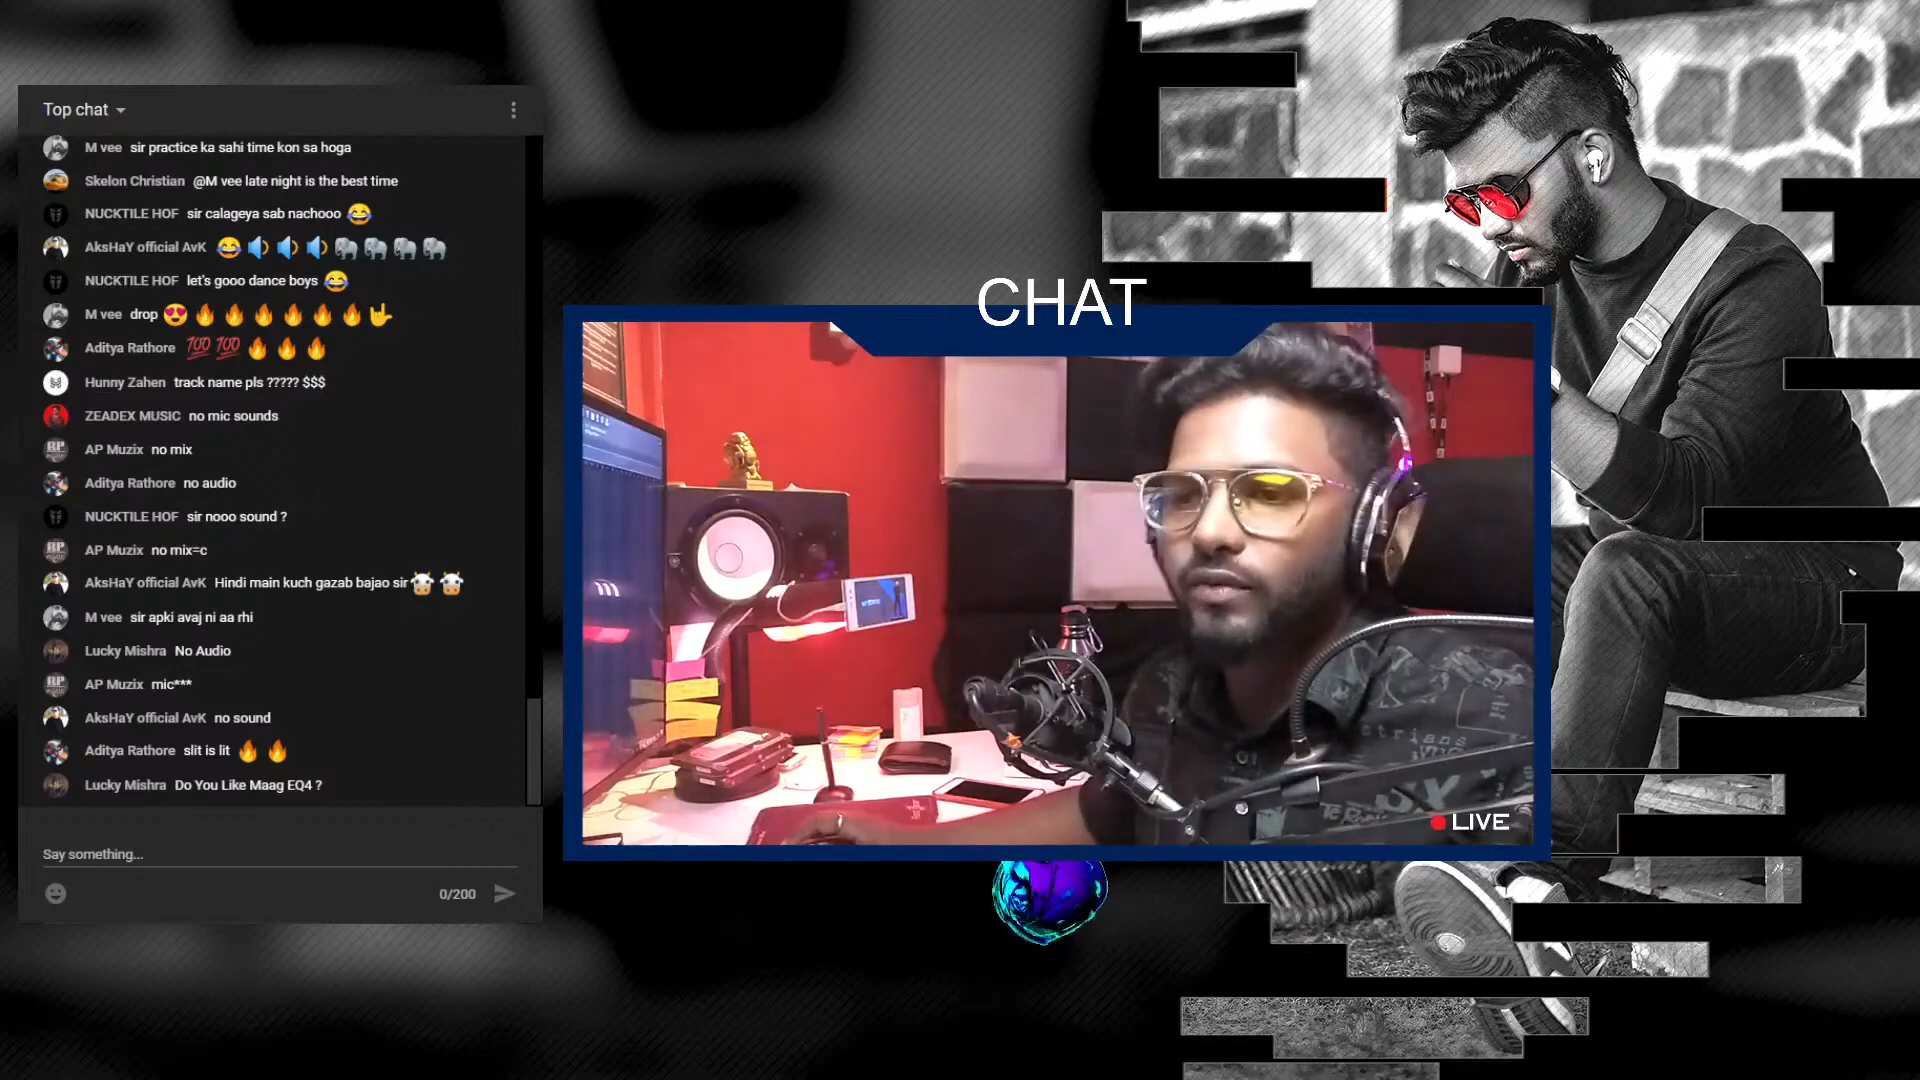 Top chat
M vee sir practice ka sahi time kon sa hoga
Skelon Christian @M vee late night is the best time
NUCKTILE HOF sir calageya sab nachooo 😂
AksHaY official AvK 😂🔉🔉🔉🐘🐘🐘🐘
NUCKTILE HOF let's gooo dance boys 😂
M vee drop 😍🔥🔥🔥🔥🔥🔥🤟
Aditya Rathore 💯💯🔥🔥🔥
Hunny Zahen track name pls ????? $$$
ZEADEX MUSIC no mic sounds
AP Muzix no mix
Aditya Rathore no audio
NUCKTILE HOF sir nooo sound ?
AP Muzix no mix=c
AksHaY official AvK Hindi main kuch gazab bajao sir🐮🐮
M vee sir apki avaj ni aa rhi
Lucky Mishra No Audio
AP Muzix mic***
AksHaY official AvK no sound
Aditya Rathore slit is lit 🔥🔥
Lucky Mishra Do You Like Maag EQ4 ?
Say something...
0/200
CHAT
LIVE